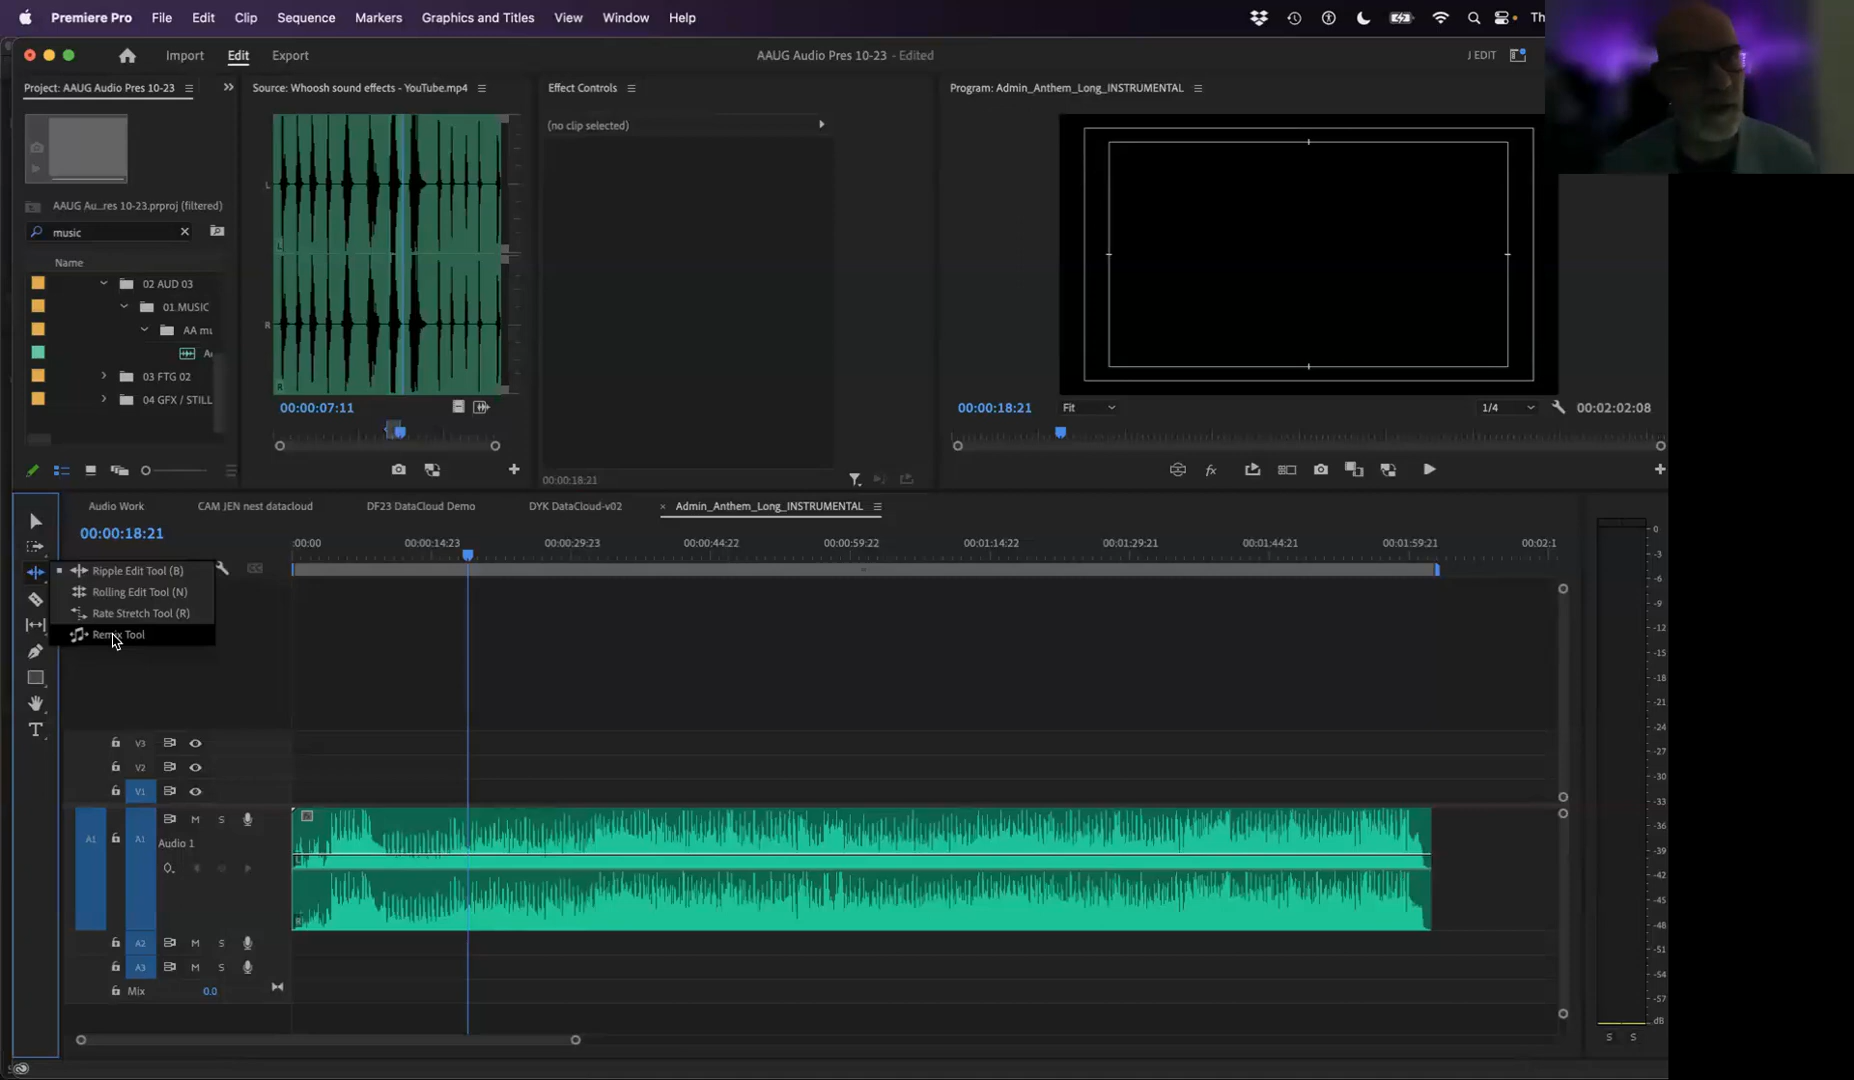 Premiere Pro File Edit Clip Sequence Markers Graphics and Titles View Window Help
Import Edit Export
AAUG Audio Pres 10-23 - Edited
J EDIT
Project: AAUG Audio Pres 10-23
Source: Whoosh sound effects - YouTube.mp4
Effect Controls
Program: Admin_Anthem_Long_INSTRUMENTAL
(no clip selected)
AAUG Au...res 10-23.prproj (filtered)
music
Name
02 AUD 03
01.MUSIC
AA mu
03 FTG 02
04 GFX / STILL
L
L
R
R
00:00:07:11
00:00:18:21
Fit
1/4
00:02:02:08
00:00:18:21
Audio Work
CAM JEN nest datacloud
DF23 DataCloud Demo
DYK DataCloud-v02
Admin_Anthem_Long_INSTRUMENTAL
00:00:18:21
:00:00
00:00:14:23
00:00:29:23
00:00:44:22
00:00:59:22
00:01:14:22
00:01:29:21
00:01:44:21
00:01:59:21
00:02:1
Ripple Edit Tool (B)
Rolling Edit Tool (N)
Rate Stretch Tool (R)
Remix Tool
V3
V2
V1
A1 A1 M S
Audio 1
A2 M S
A3 M S
Mix 0.0
0
-3
-6
-9
-12
-15
-18
-21
-24
-27
-30
-33
-36
-39
-42
-45
-48
-51
-54
-57
dB
S S